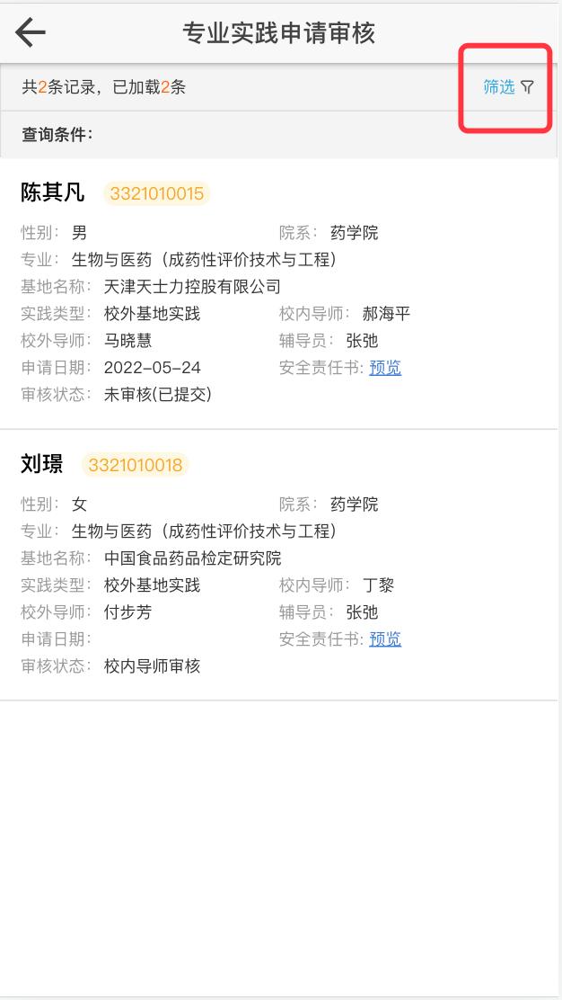 专业实践申请审核
共2条记录，已加载2条 筛选
查询条件：
陈其凡 3321010015
性别： 男 院系： 药学院
专业： 生物与医药（成药性评价技术与工程）
基地名称： 天津天士力控股有限公司
实践类型： 校外基地实践 校内导师： 郝海平
校外导师： 马晓慧 辅导员： 张弛
申请日期： 2022-05-24 安全责任书: 预览
审核状态： 未审核(已提交)
刘璟 3321010018
性别： 女 院系： 药学院
专业： 生物与医药（成药性评价技术与工程）
基地名称： 中国食品药品检定研究院
实践类型： 校外基地实践 校内导师： 丁黎
校外导师： 付步芳 辅导员： 张弛
申请日期： 安全责任书: 预览
审核状态： 校内导师审核